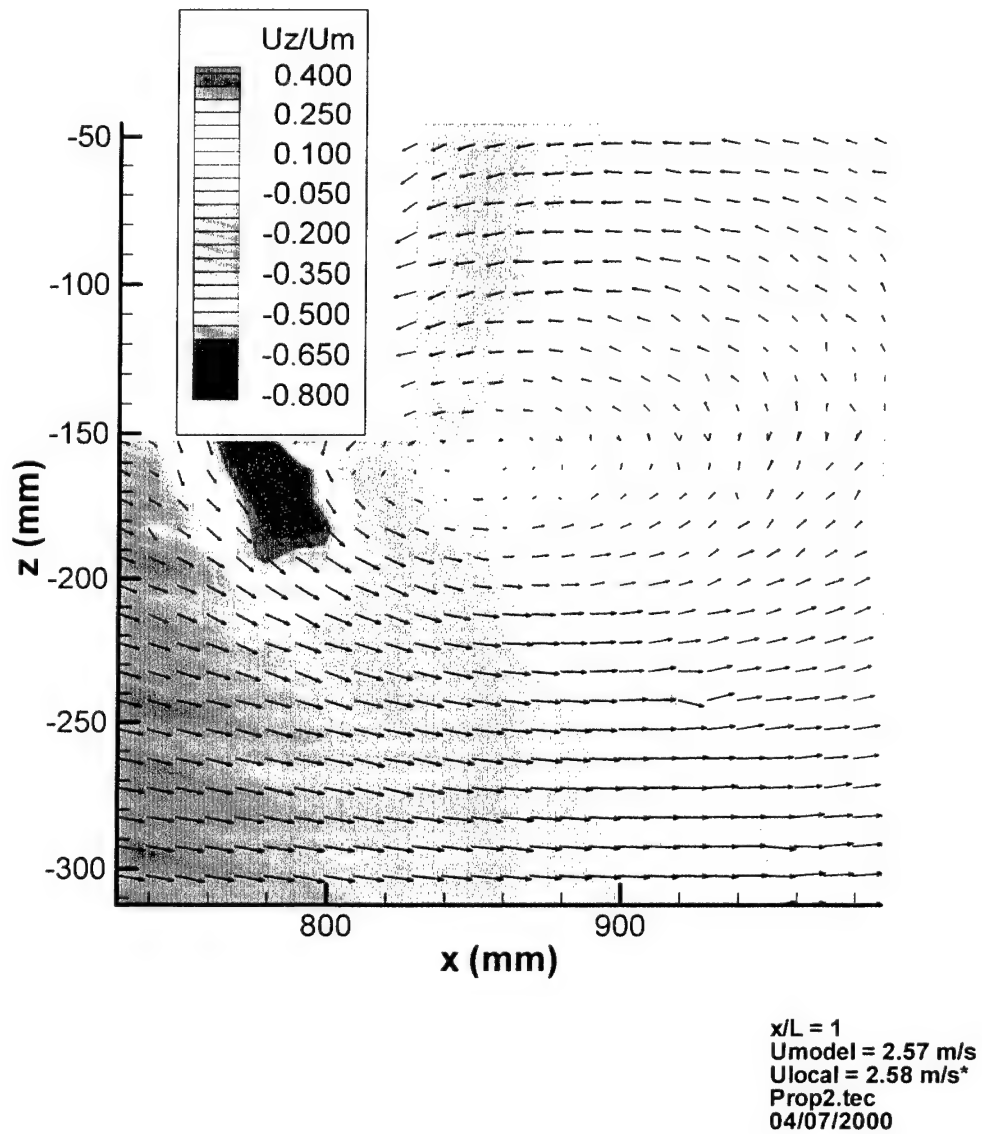 Uz/Um
0.400
0.250
0.100
-0.050
-0.200
-0.350
-0.500
-0.650
-0.800
-50
-100
-150
-200
-250
-300
z (mm)
800
900
x (mm)
x/L = 1
Umodel = 2.57 m/s
Ulocal = 2.58 m/s*
Prop2.tec
04/07/2000